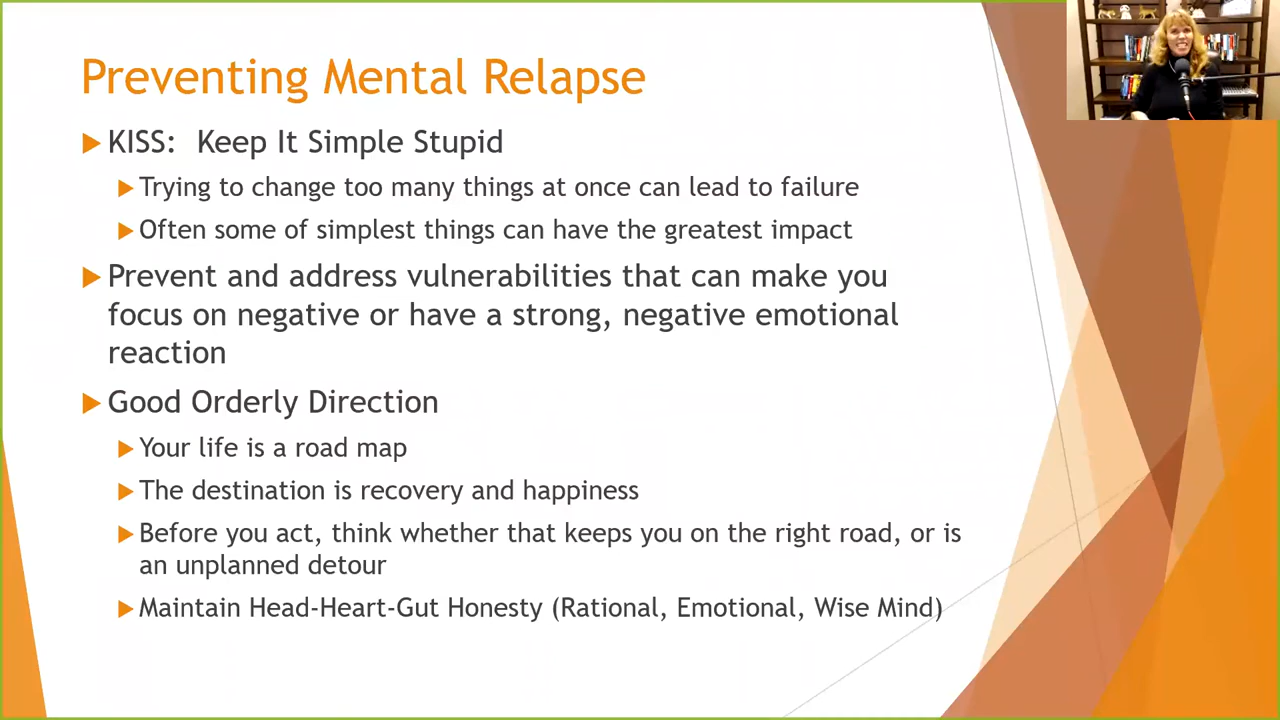 Preventing Mental Relapse
KISS:  Keep It Simple Stupid
Trying to change too many things at once can lead to failure
Often some of simplest things can have the greatest impact
Prevent and address vulnerabilities that can make you
focus on negative or have a strong, negative emotional
reaction
Good Orderly Direction
Your life is a road map
The destination is recovery and happiness
Before you act, think whether that keeps you on the right road, or is
an unplanned detour
Maintain Head-Heart-Gut Honesty (Rational, Emotional, Wise Mind)